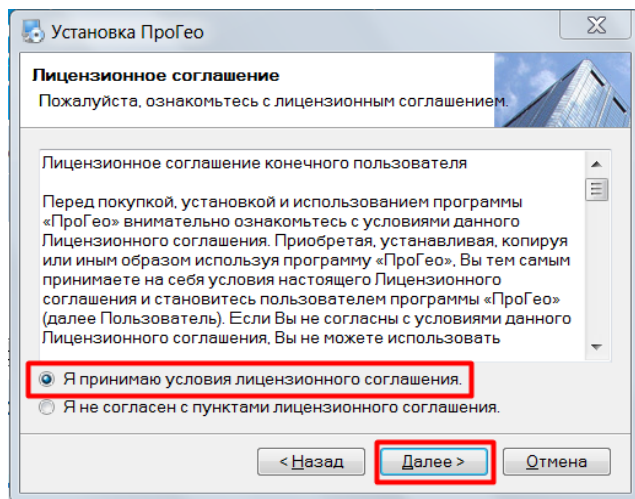 Установка ПроГео
Лицензионное соглашение
Пожалуйста, ознакомьтесь с лицензионным соглашением.
Лицензионное соглашение конечного пользователя
Перед покупкой, установкой и использованием программы
«ПроГео» внимательно ознакомьтесь с условиями данного
Лицензионного соглашения. Приобретая, устанавливая, копируя
или иным образом используя программу «ПроГео», Вы тем самым
принимаете на себя условия настоящего Лицензионного
соглашения и становитесь пользователем программы «ПроГео»
(далее Пользователь). Если Вы не согласны с условиями данного
Лицензионного соглашения, Вы не можете использовать
Я принимаю условия лицензионного соглашения.
Я не согласен с пунктами лицензионного соглашения.
< Назад Далее > Отмена